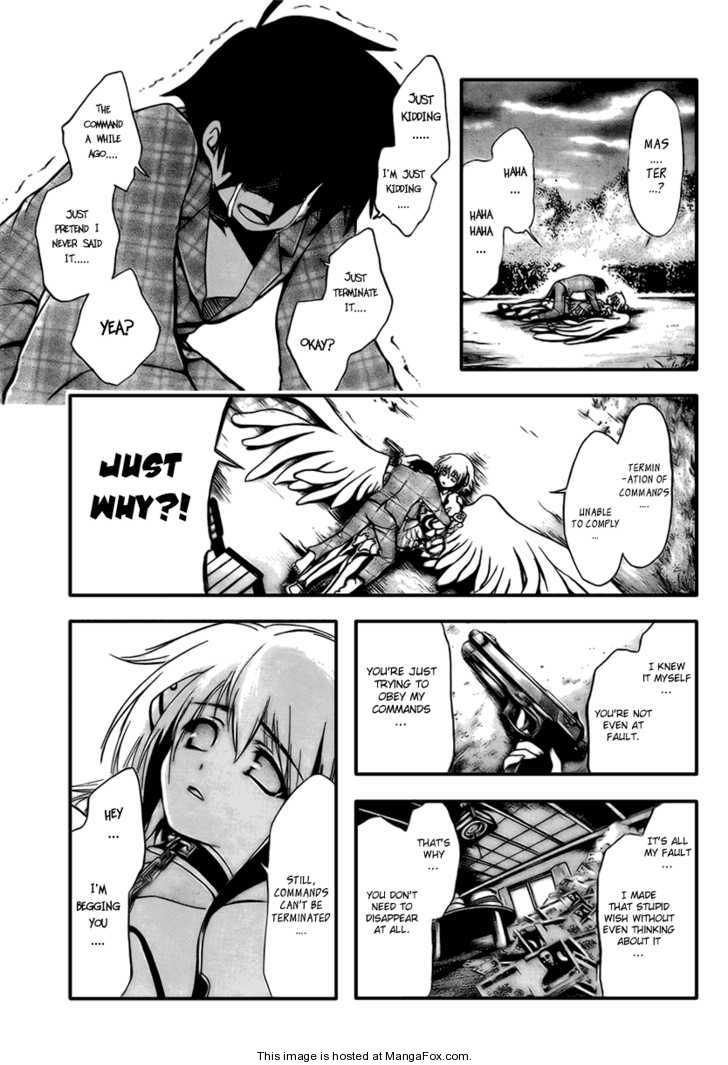 MAS
....
TER
...?
HAHA
...
HAHA
HAHA
...
JUST
KIDDING
.....
I'M JUST
KIDDING
....
THE
COMMAND
A WHILE
AGO....
JUST
PRETEND I
NEVER SAID
IT.....
YEA?
JUST
TERMINATE
IT....
OKAY?
TERMIN
-ATION OF
COMMANDS
....
UNABLE
TO COMPLY
...
JUST
WHY?!
I KNEW
IT MYSELF
...
YOU'RE NOT
EVEN AT
FAULT.
YOU'RE JUST
TRYING TO
OBEY MY
COMMANDS
...
IT'S ALL
MY FAULT
...
I MADE
THAT STUPID
WISH WITHOUT
EVEN THINKING
ABOUT IT
...
THAT'S
WHY
...
YOU DON'T
NEED TO
DISAPPEAR
AT ALL.
STILL,
COMMANDS
CAN'T BE
TERMINATED
....
HEY
...
I'M
BEGGING
YOU
....
This image is hosted at MangaFox.com.